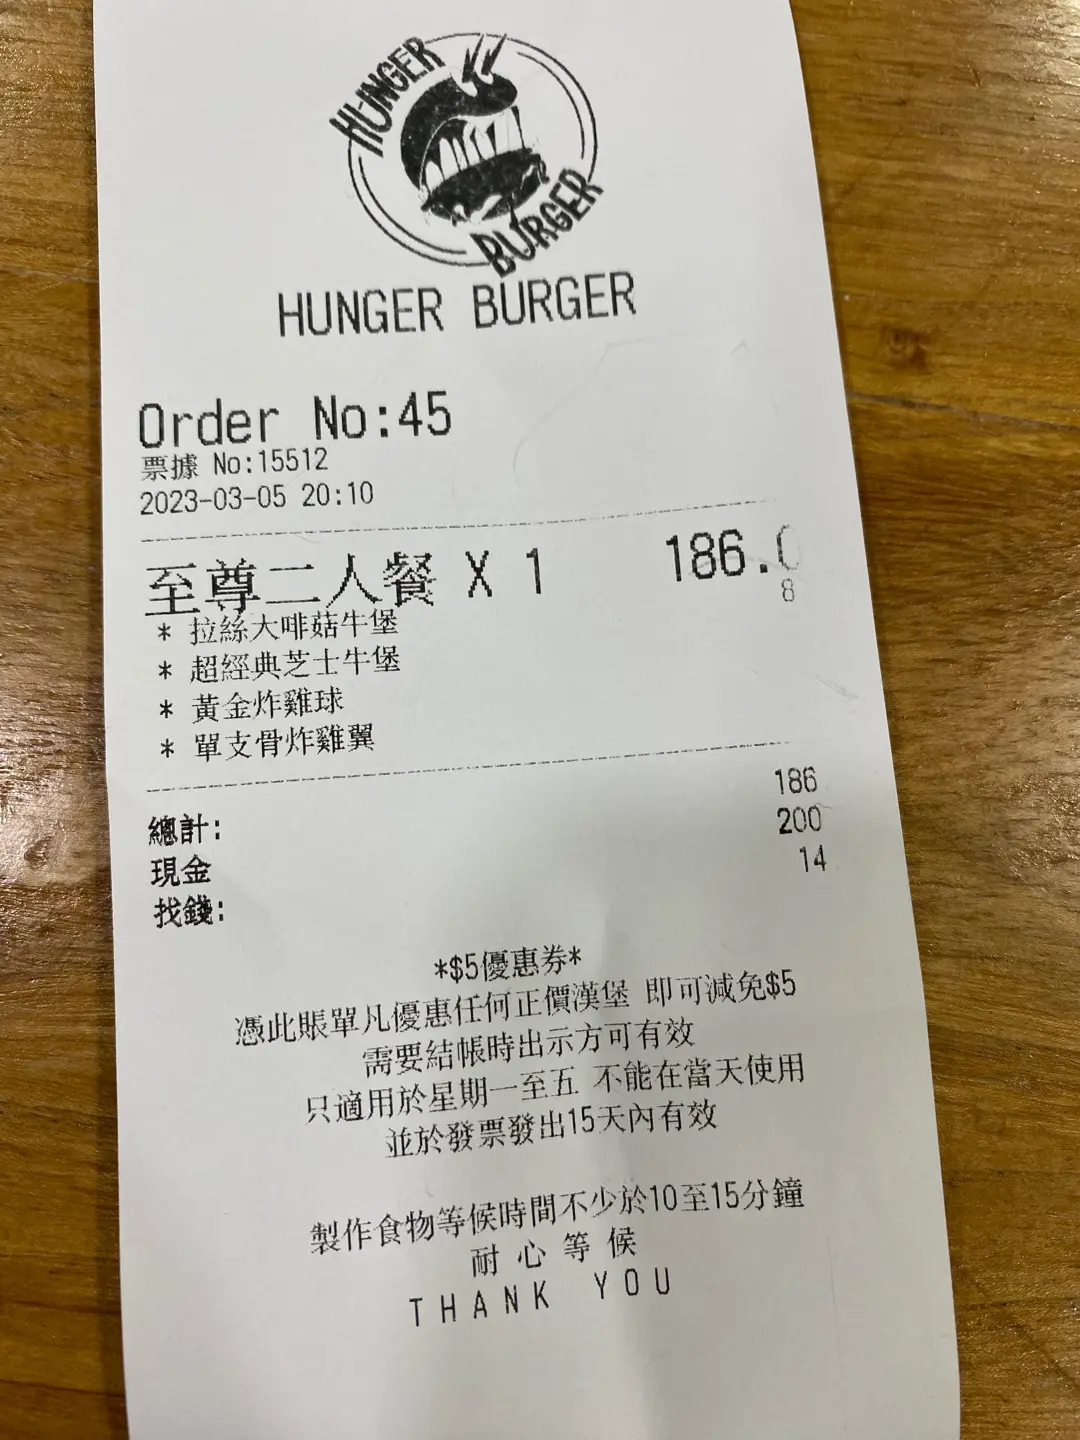 HUNGER
BURGER
HUNGER BURGER
Order No:45
票據 No:15512
2023-03-05 20:10
至尊二人餐 X 1 186.0
8
* 拉絲大啡菇牛堡
* 超經典芝士牛堡
* 黃金炸雞球
* 單支骨炸雞翼
總計: 186
現金 200
找錢: 14
*$5優惠券*
憑此賬單凡優惠任何正價漢堡 即可減免$5
需要結帳時出示方可有效
只適用於星期一至五 不能在當天使用
並於發票發出15天內有效
製作食物等候時間不少於10至15分鐘
耐心等候
THANK YOU